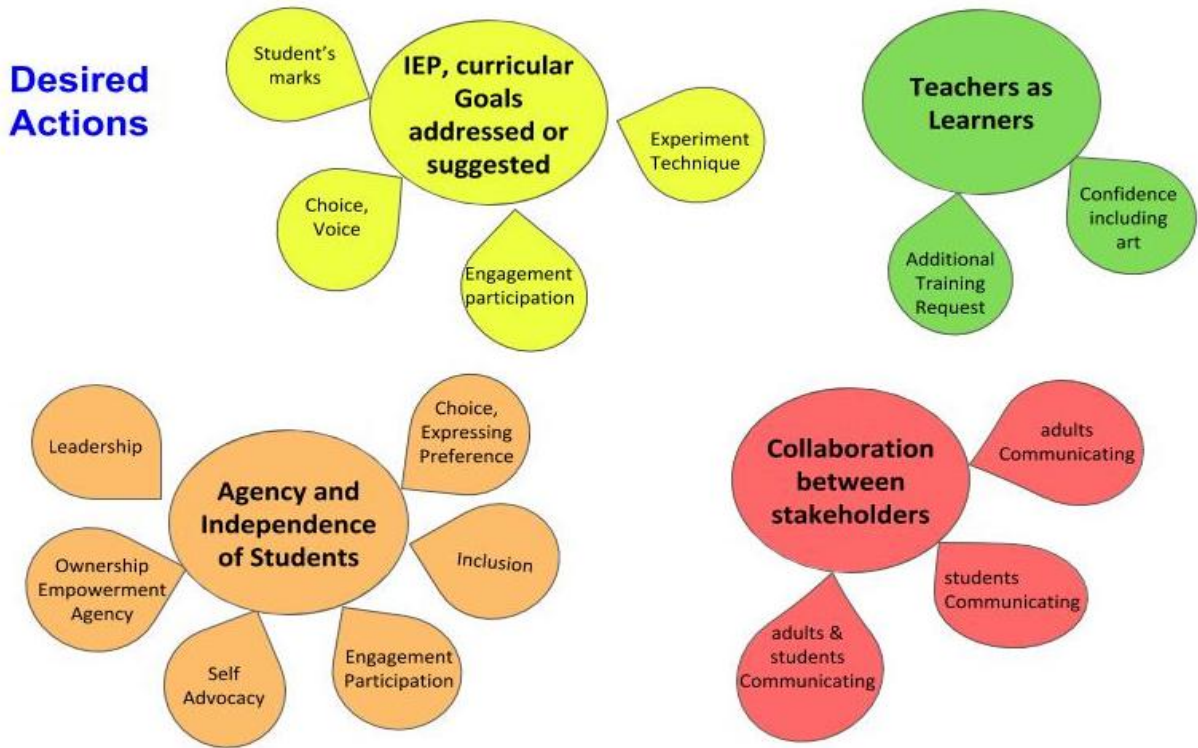 Desired
Actions
Student's
marks
IEP, curricular
Goals
addressed or
suggested
Experiment
Technique
Choice,
Voice
Engagement
participation
Teachers as
Learners
Confidence
including
art
Additional
Training
Request
Leadership
Choice,
Expressing
Preference
Agency and
Independence
of Students
Ownership
Empowerment
Agency
Inclusion
Self
Advocacy
Engagement
Participation
Collaboration
between
stakeholders
adults
Communicating
students
Communicating
adults &
students
Communicating